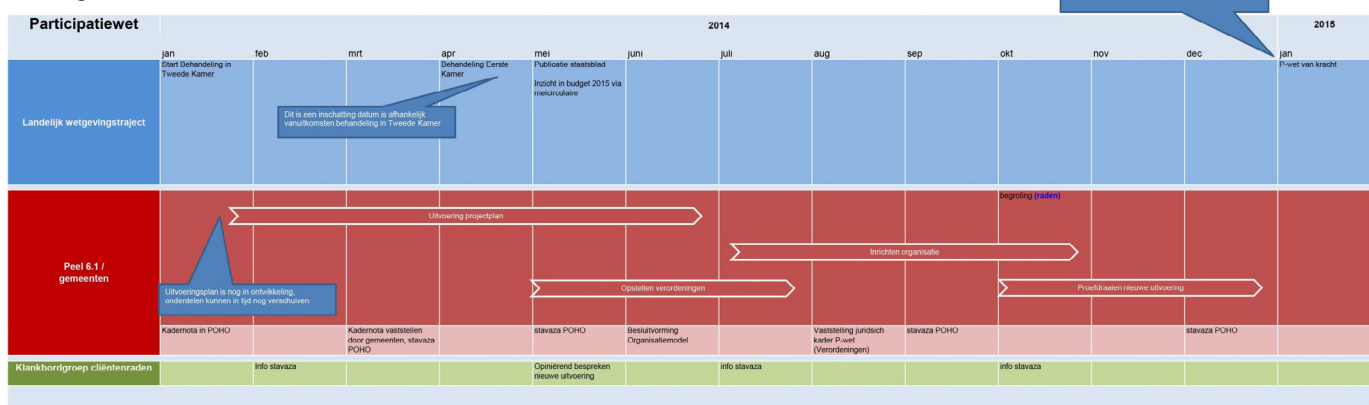 Participatiewet
2014
2015
jan
feb
mrt
apr
mei
juni
juli
aug
sep
okt
nov
dec
jan
Landelijk wetgevingstraject
Start Behandeling in
Tweede Kamer
Behandeling Eerste
Kamer
Publicatie staatsblad
Inzicht in budget 2015 via
meicirculaire
P-wet van kracht
Dit is een inschatting datum is afhankelijk
vanuitkomsten behandeling in Tweede Kamer
Peel 6.1 /
gemeenten
begroting (raden)
Uitvoering projectplan
Inrichten organisatie
Opstellen verordeningen
Proefdraaien nieuwe uitvoering
Uitvoeringsplan is nog in ontwikkeling,
onderdelen kunnen in tijd nog verschuiven
Kadernota in POHO
Kadernota vaststellen
door gemeenten, stavaza
POHO
stavaza POHO
Besluitvorming
Organisatiemodel
Vaststelling juridsich
kader P-wet
(Verordeningen)
stavaza POHO
stavaza POHO
Klankbordgroep cliëntenraden
Info stavaza
Opiniërend bespreken
nieuwe uitvoering
info stavaza
info stavaza